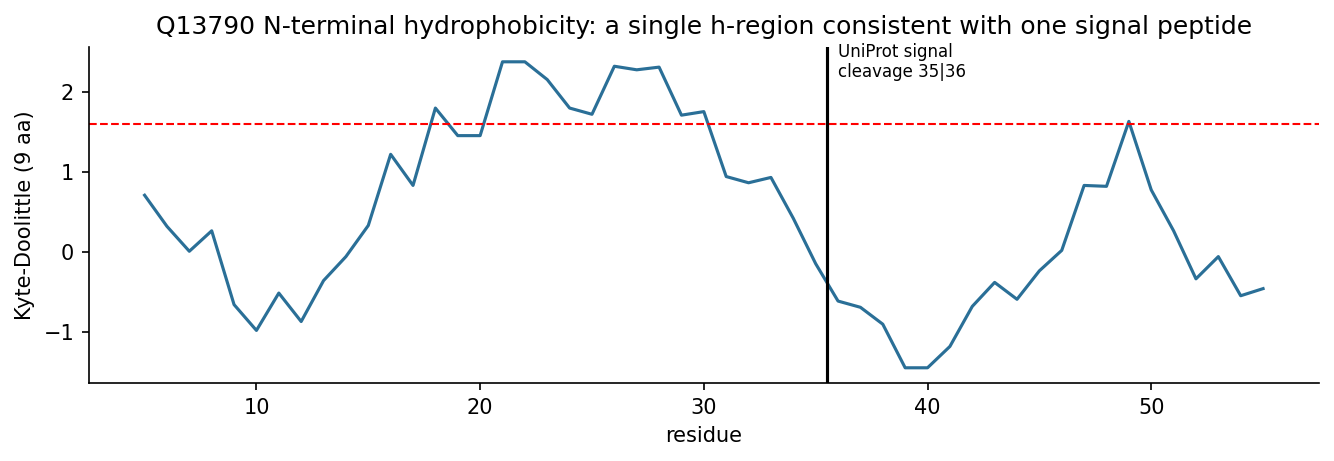 Q13790 N-terminal hydrophobicity: a single h-region consistent with one signal peptide
UniProt signal
cleavage 35|36
Kyte-Doolittle (9 aa)
2
1
0
−1
10 20 30 40 50
residue